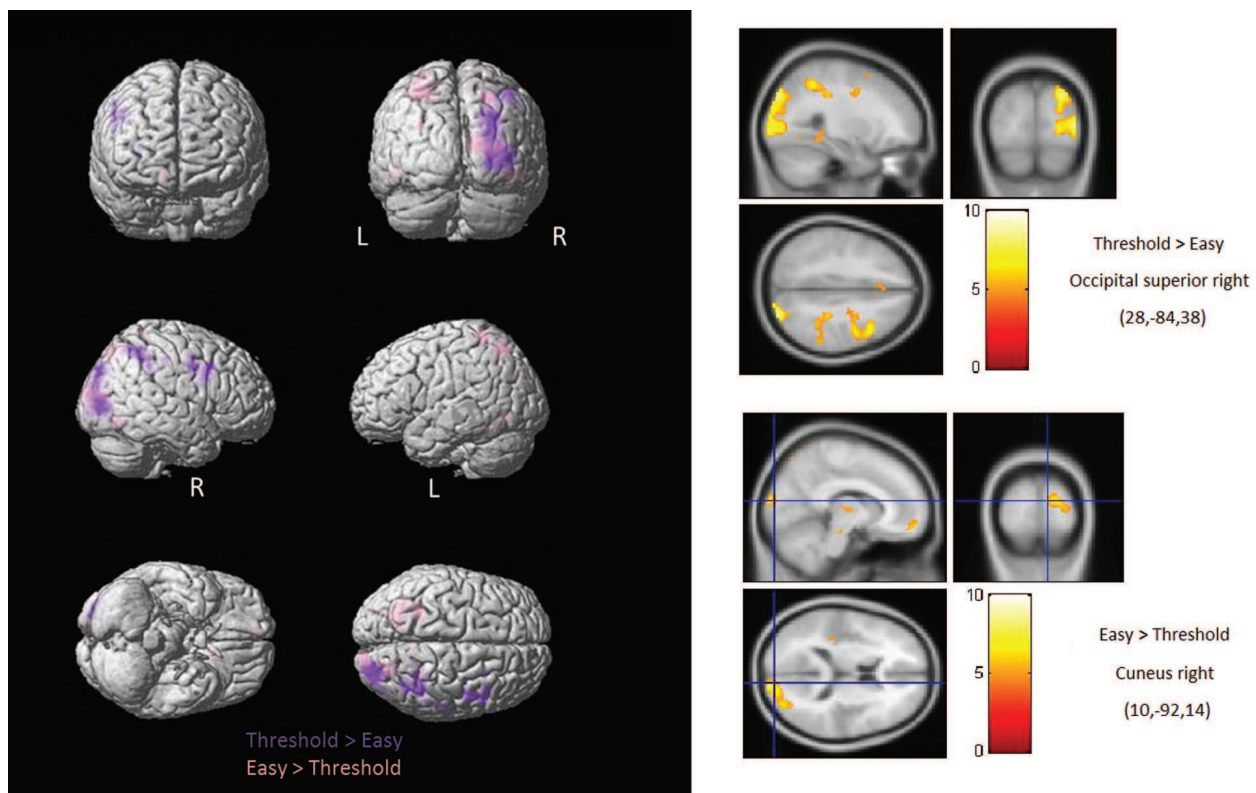 L
R
R
L
Threshold > Easy
Easy > Threshold
10
5
0
Threshold > Easy
Occipital superior right
(28,-84,38)
10
5
0
Easy > Threshold
Cuneus right
(10,-92,14)